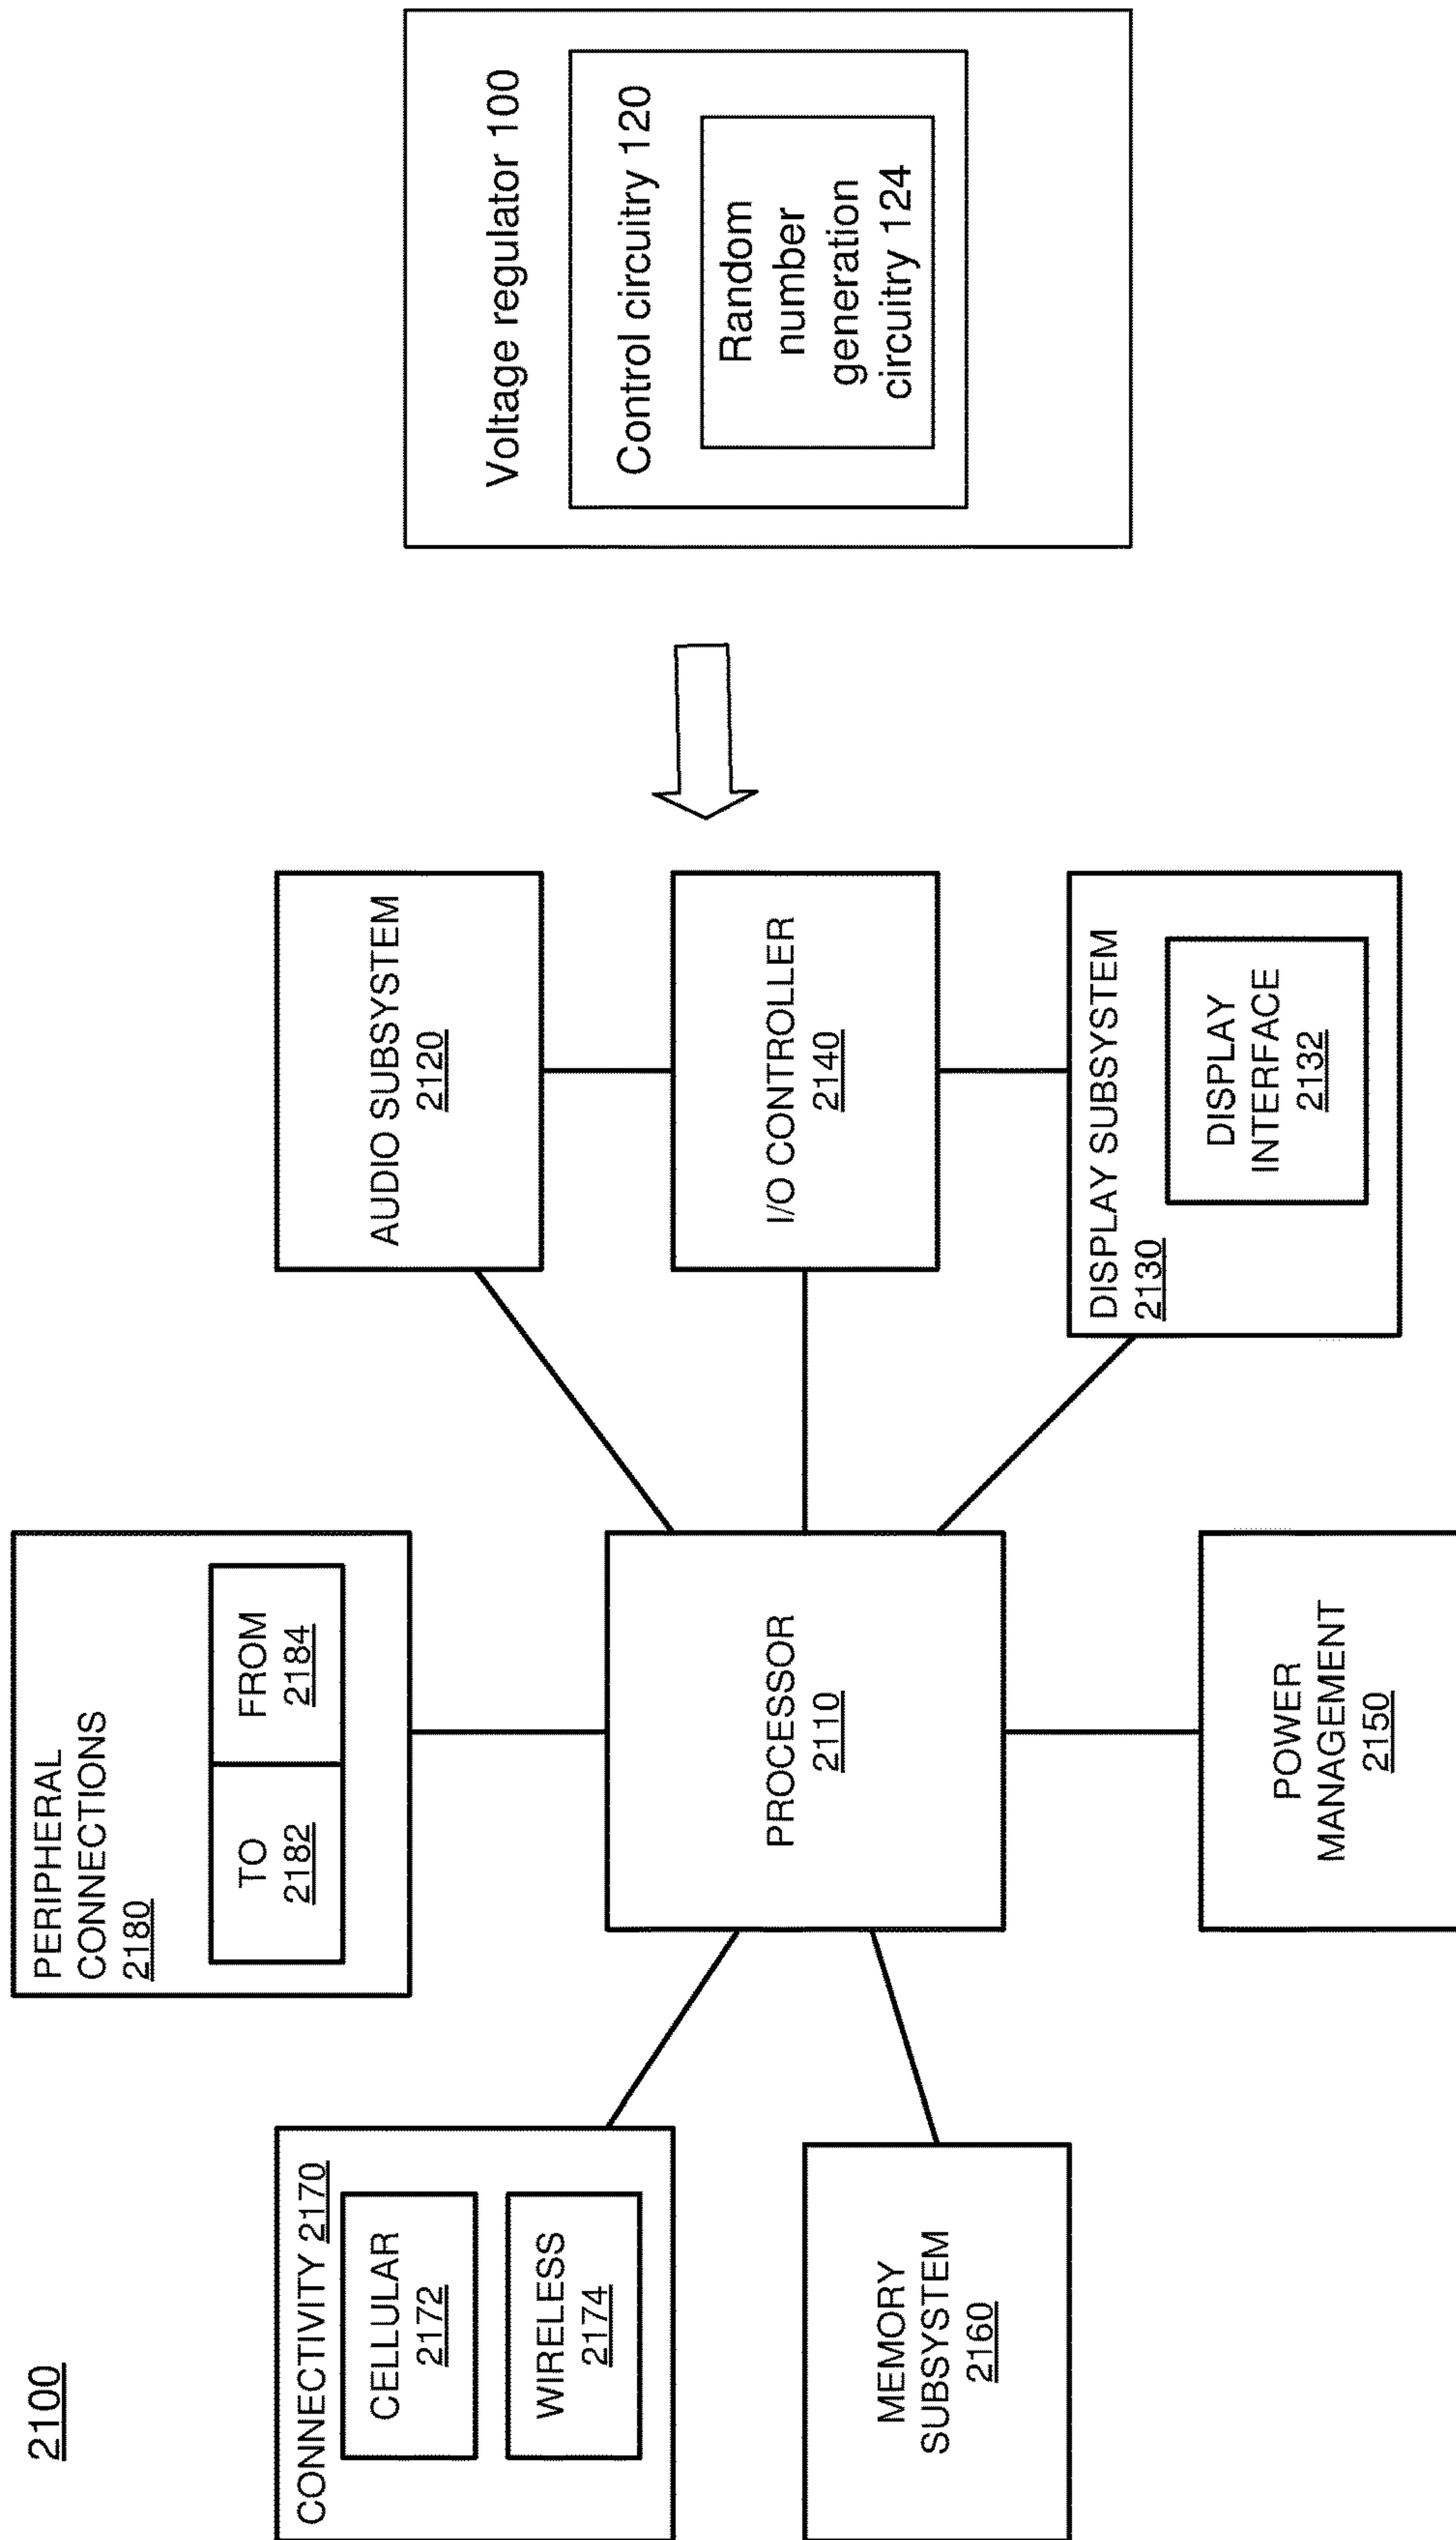 2100
PERIPHERAL
CONNECTIONS
2180
TO
2182
FROM
2184
CONNECTIVITY 2170
CELLULAR
2172
WIRELESS
2174
AUDIO SUBSYSTEM
2120
PROCESSOR
2110
I/O CONTROLLER
2140
MEMORY
SUBSYSTEM
2160
POWER
MANAGEMENT
2150
DISPLAY SUBSYSTEM
2130
DISPLAY
INTERFACE
2132
Voltage regulator 100
Control circuitry 120
Random
number
generation
circuitry 124